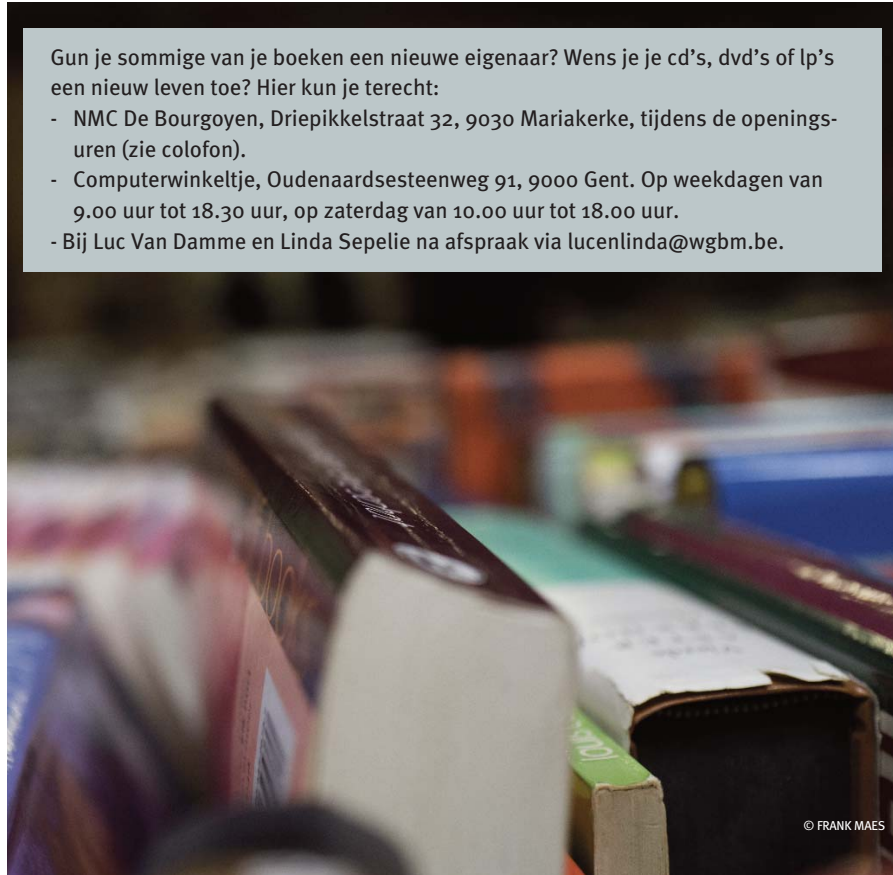 Gun je sommige van je boeken een nieuwe eigenaar? Wens je je cd's, dvd's of lp's
een nieuw leven toe? Hier kun je terecht:
- NMC De Bourgoyen, Driepikkelstraat 32, 9030 Mariakerke, tijdens de openings-
uren (zie colofon).
- Computerwinkeltje, Oudenaardsesteenweg 91, 9000 Gent. Op weekdagen van
9.00 uur tot 18.30 uur, op zaterdag van 10.00 uur tot 18.00 uur.
- Bij Luc Van Damme en Linda Sepelie na afspraak via lucenlinda@wgbm.be.
© FRANK MAES